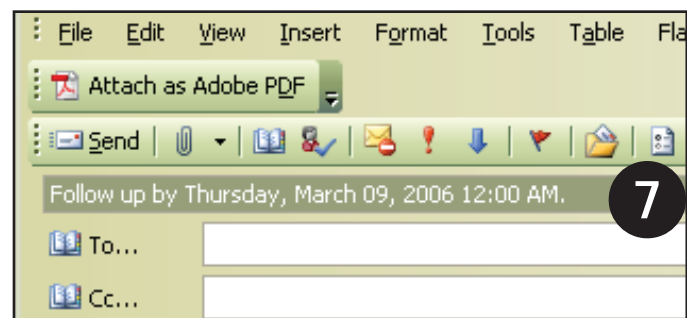 File Edit View Insert Format Tools Table Fla
Attach as Adobe PDF
Send
Follow up by Thursday, March 09, 2006 12:00 AM.
7
To...
Cc...